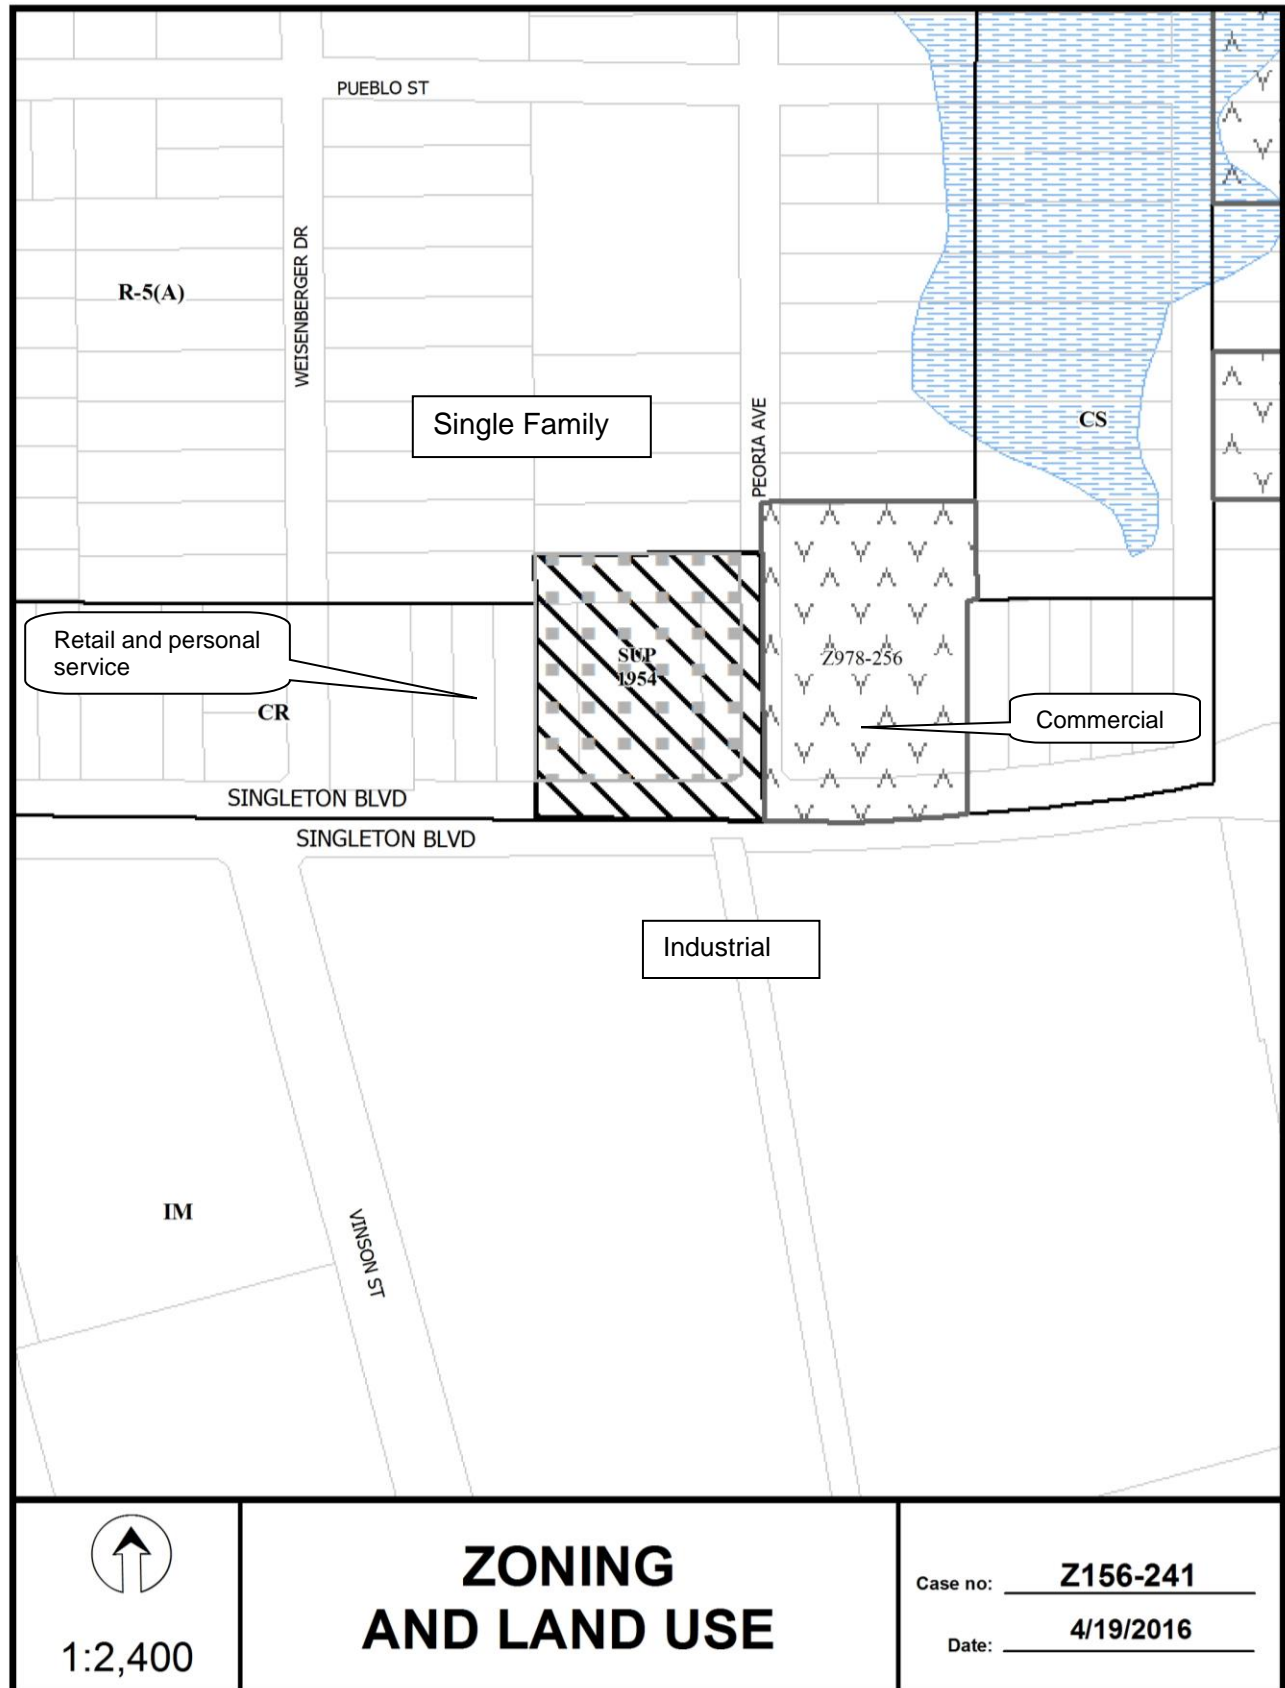 PUEBLO ST
WEISENBERGER DR
R-5(A)
Single Family
PEORIA AVE
CS
Retail and personal
service
SUP
1954
Z978-256
CR
Commercial
SINGLETON BLVD
SINGLETON BLVD
Industrial
IM
VINSON ST
1:2,400
ZONING
AND LAND USE
Case no: Z156-241
Date: 4/19/2016